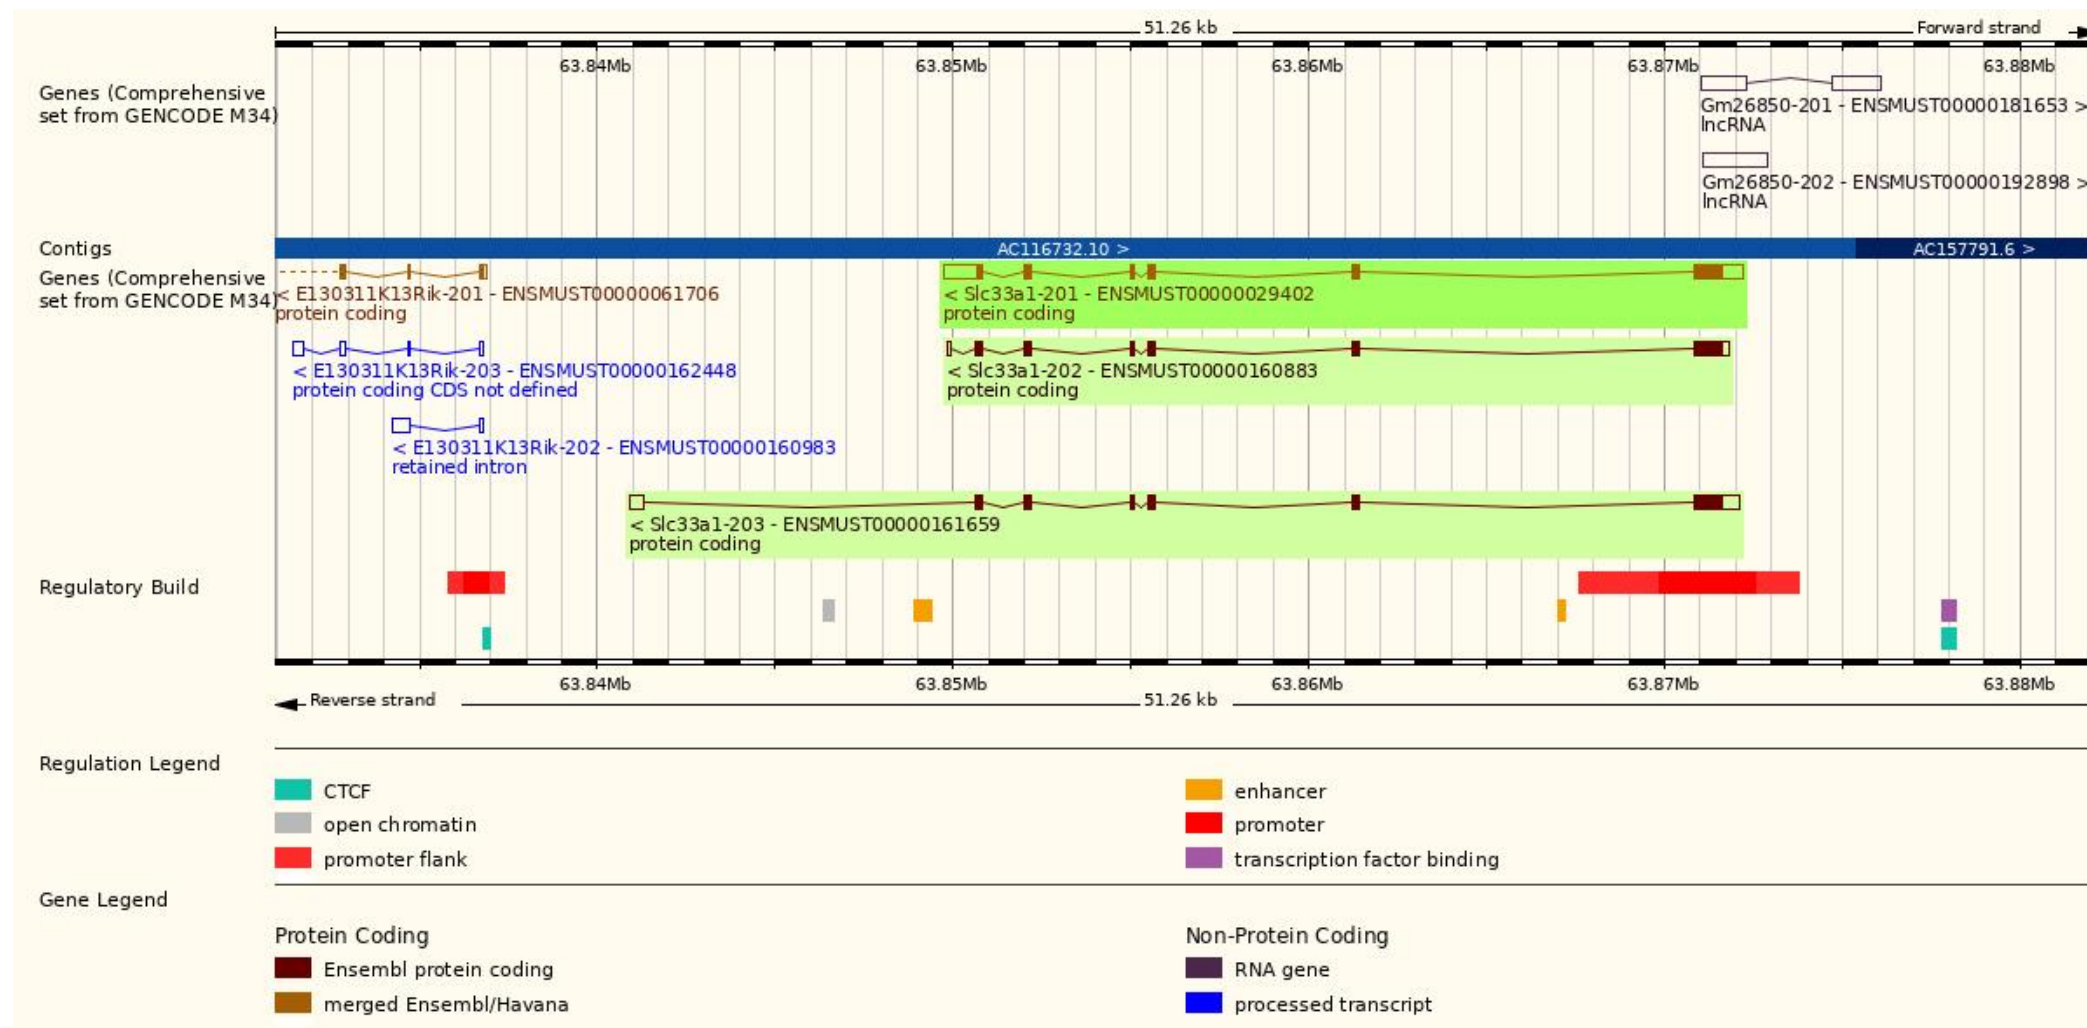 51.26 kb
Forward strand
63.84Mb 63.85Mb 63.86Mb 63.87Mb 63.88Mb
Genes (Comprehensive
set from GENCODE M34)
Gm26850-201 - ENSMUST00000181653 >
lncRNA
Gm26850-202 - ENSMUST00000192898 >
lncRNA
Contigs
AC116732.10 >
AC157791.6 >
Genes (Comprehensive
set from GENCODE M34)
< E130311K13Rik-201 - ENSMUST00000061706
protein coding
< Slc33a1-201 - ENSMUST00000029402
protein coding
< E130311K13Rik-203 - ENSMUST00000162448
protein coding CDS not defined
< Slc33a1-202 - ENSMUST00000160883
protein coding
< E130311K13Rik-202 - ENSMUST00000160983
retained intron
< Slc33a1-203 - ENSMUST00000161659
protein coding
Regulatory Build
63.84Mb 63.85Mb 63.86Mb 63.87Mb 63.88Mb
Reverse strand
51.26 kb
Regulation Legend
CTCF
enhancer
open chromatin
promoter
promoter flank
transcription factor binding
Gene Legend
Protein Coding
Non-Protein Coding
Ensembl protein coding
RNA gene
merged Ensembl/Havana
processed transcript